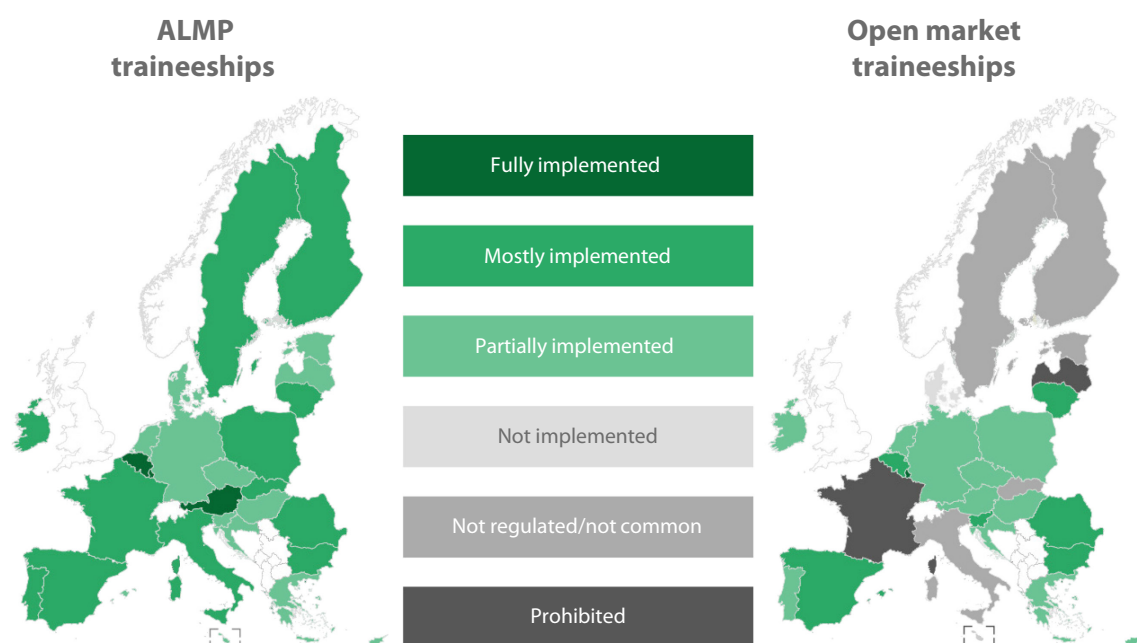 ALMP
traineeships
Open market
traineeships
Fully implemented
Mostly implemented
Partially implemented
Not implemented
Not regulated/not common
Prohibited